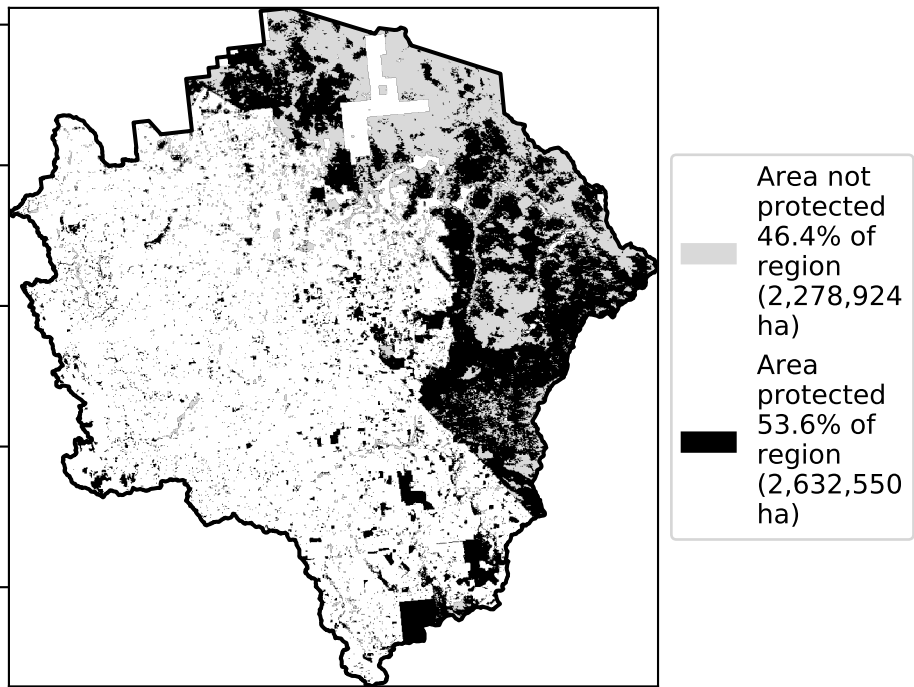 Area not
protected
46.4% of
region
(2,278,924
ha)
Area
protected
53.6% of
region
(2,632,550
ha)